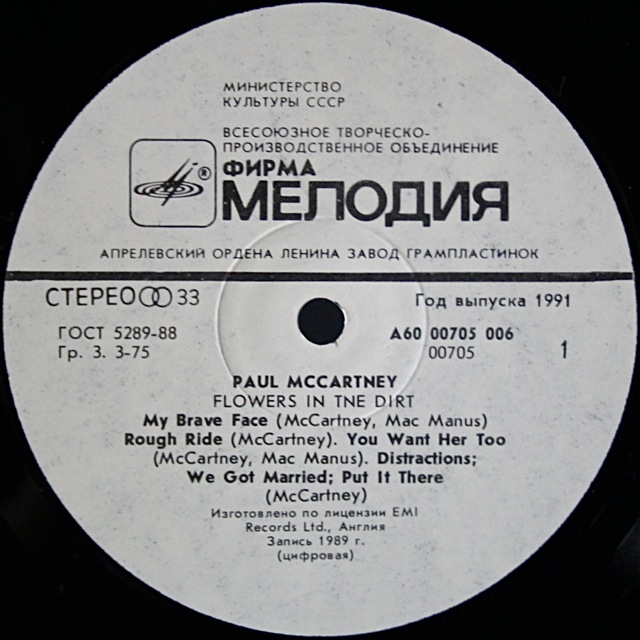 МИНИСТЕРСТВО
КУЛЬТУРЫ СССР
ВСЕСОЮЗНОЕ ТВОРЧЕСКО-
ПРОИЗВОДСТВЕННОЕ ОБЪЕДИНЕНИЕ
®
ФИРМА
МЕЛОДИЯ
АПРЕЛЕВСКИЙ ОРДЕНА ЛЕНИНА ЗАВОД ГРАМПЛАСТИНОК
СТЕРЕО 33
Год выпуска 1991
ГОСТ 5289-88
Гр. 3. 3-75
А60 00705 006
00705
1
PAUL MCCARTNEY
FLOWERS IN TNE DIRT
My Brave Face (McCartney, Mac Manus)
Rough Ride (McCartney). You Want Her Too
(McCartney, Mac Manus). Distractions;
We Got Married; Put It There
(McCartney)
Изготовлено по лицензии EMI
Records Ltd., Англия
Запись 1989 г.
(цифровая)